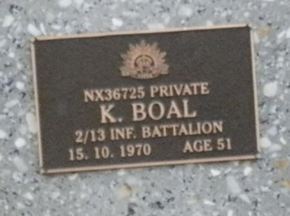 NX36725 PRIVATE
K. BOAL
2/13 INF. BATTALION
15. 10. 1970 AGE 51